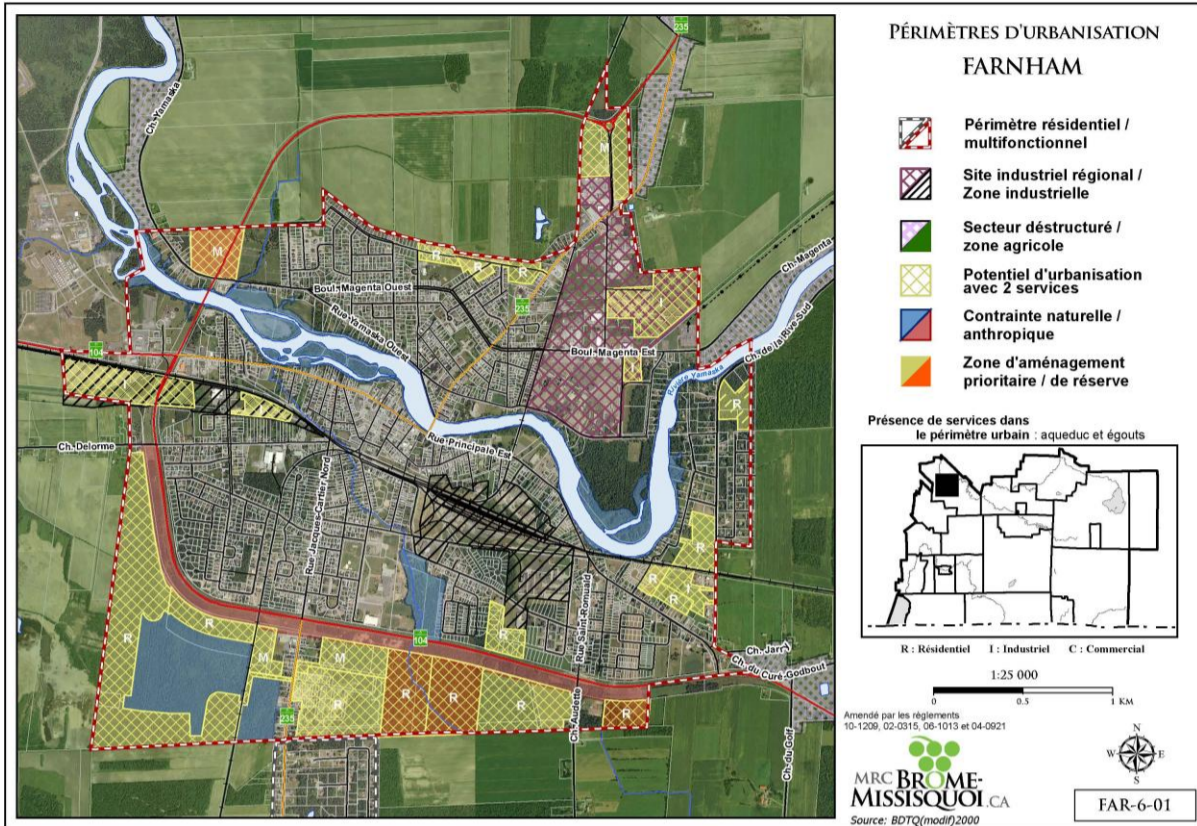 PÉRIMÈTRES D'URBANISATION
FARNHAM
Périmètre résidentiel /
multifonctionnel
Site industriel régional /
Zone industrielle
Secteur déstructuré /
zone agricole
Potentiel d'urbanisation
avec 2 services
Contrainte naturelle /
anthropique
Zone d'aménagement
prioritaire / de réserve
Présence de services dans
le périmètre urbain : aqueduc et égouts
R : Résidentiel I : Industriel C : Commercial
1:25 000
0 0.5 1 KM
Amendé par les règlements
10-1209, 02-0315, 06-1013 et 04-0921
N
W E
S
MRC BROME-
MISSISQUOI.CA
Source: BDTQ(modif)2000
FAR-6-01
235
Ch. Yamaska
M
M
R
R
R
Boul. Magenta Ouest
235
Rue Yamaska Ouest
I
Ch. Magenta
Boul. Magenta Est
Ch. de la Rive-Sud
Rivière Yamaska
I
104
I
I
R
Ch. Delorme
Rue Principale Est
Rue Jacques-Cartier Nord
R
R
I
R
Rue Saint-Romuald
104
R
R
M
M
R
R
R
R
R
235
Ch. Audette
Ch. Jarry
Ch. du Curé-Godbout
Ch. du Golf